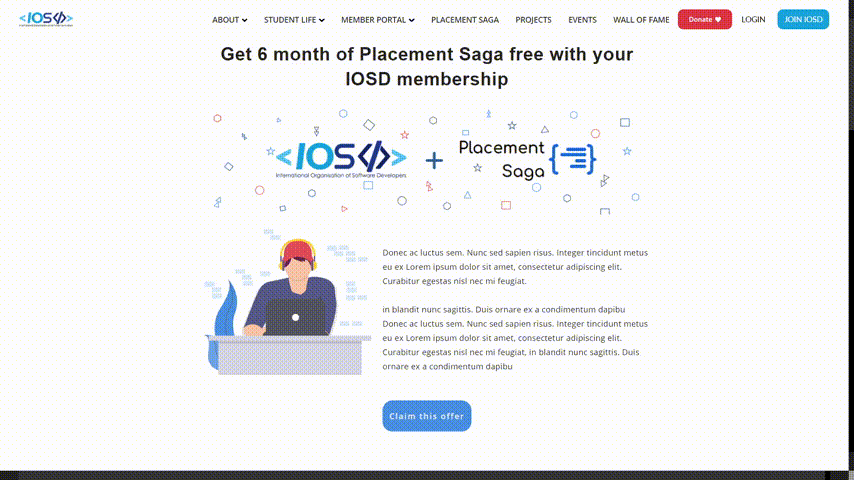 <IOS/>
ABOUT STUDENT LIFE MEMBER PORTAL PLACEMENT SAGA PROJECTS EVENTS WALL OF FAME Donate LOGIN JOIN IOSD
Get 6 month of Placement Saga free with your
IOSD membership
<IOS/> + Placement
Saga
International Organisation of Software Developers
Donec ac luctus sem. Nunc sed sapien risus. Integer tincidunt metus
eu ex Lorem ipsum dolor sit amet, consectetur adipiscing elit.
Curabitur egestas nisl nec mi feugiat.
in blandit nunc sagittis. Duis ornare ex a condimentum dapibu
Donec ac luctus sem. Nunc sed sapien risus. Integer tincidunt metus
eu ex Lorem ipsum dolor sit amet, consectetur adipiscing elit.
Curabitur egestas nisl nec mi feugiat, in blandit nunc sagittis. Duis
ornare ex a condimentum dapibu
Claim this offer